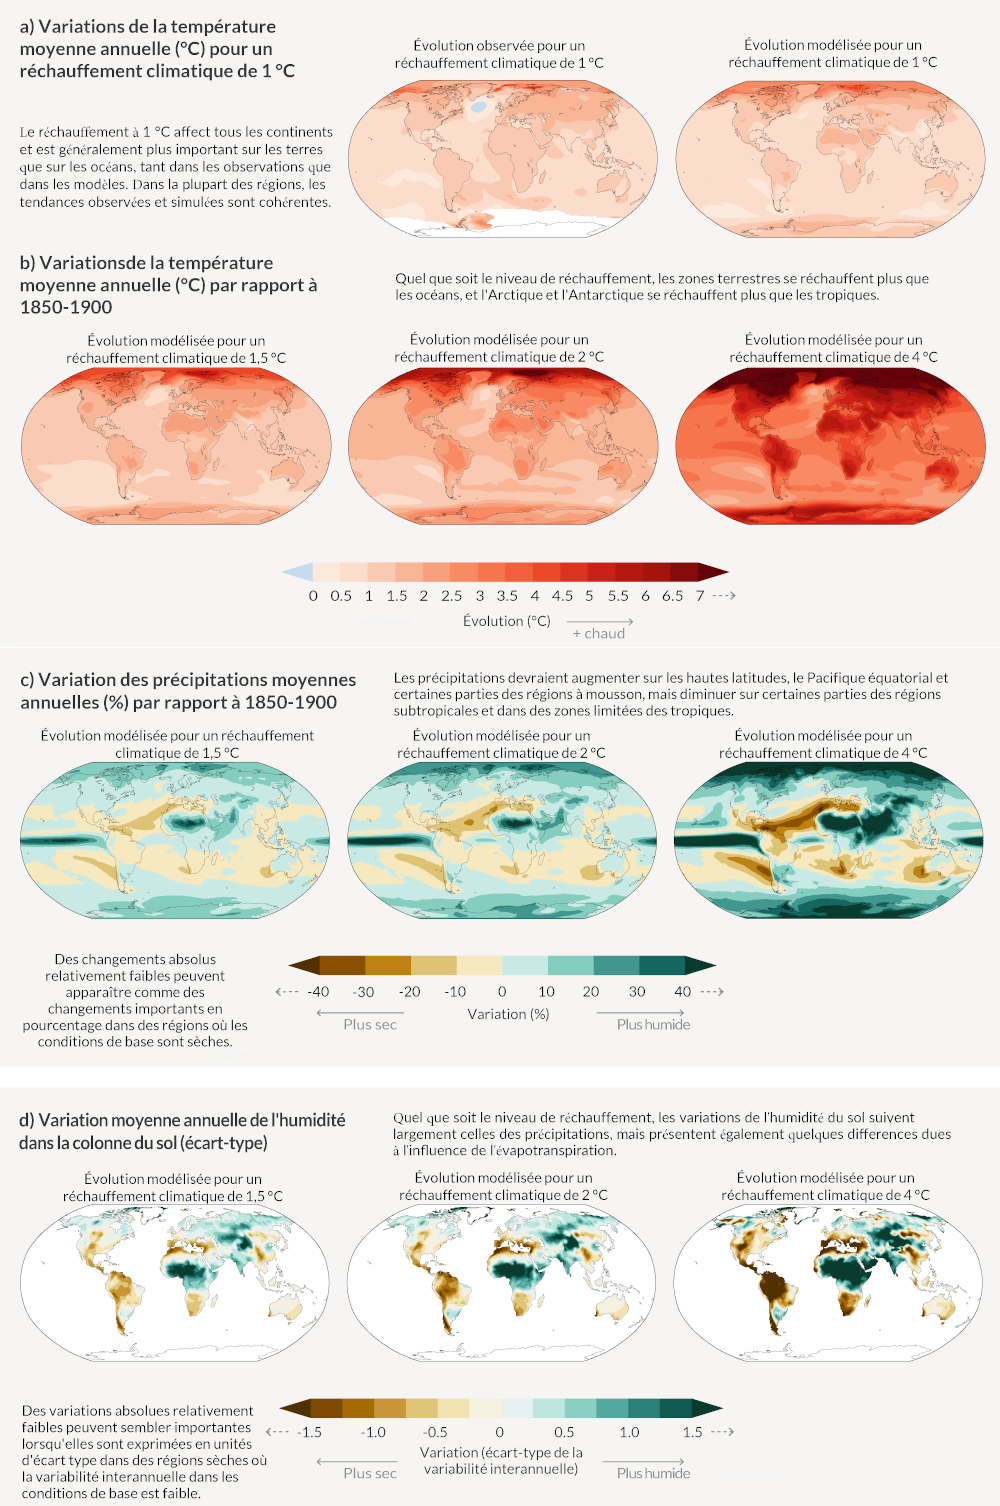 a) Variations de la température
moyenne annuelle (°C) pour un
réchauffement climatique de 1 °C
Le réchauffement à 1 °C affect tous les continents
et est généralement plus important sur les terres
que sur les océans, tant dans les observations que
dans les modèles. Dans la plupart des régions, les
tendances observées et simulées sont cohérentes.
Évolution observée pour un
réchauffement climatique de 1 °C
Évolution modélisée pour un
réchauffement climatique de 1 °C
b) Variationsde la température
moyenne annuelle (°C) par rapport à
1850-1900
Quel que soit le niveau de réchauffement, les zones terrestres se réchauffent plus que
les océans, et l'Arctique et l'Antarctique se réchauffent plus que les tropiques.
Évolution modélisée pour un
réchauffement climatique de 1,5 °C
Évolution modélisée pour un
réchauffement climatique de 2 °C
Évolution modélisée pour un
réchauffement climatique de 4 °C
0 0.5 1 1.5 2 2.5 3 3.5 4 4.5 5 5.5 6 6.5 7
Évolution (°C)
+ chaud
c) Variation des précipitations moyennes
annuelles (%) par rapport à 1850-1900
Les précipitations devraient augmenter sur les hautes latitudes, le Pacifique équatorial et
certaines parties des régions à mousson, mais diminuer sur certaines parties des régions
subtropicales et dans des zones limitées des tropiques.
Évolution modélisée pour un réchauffement
climatique de 1,5 °C
Évolution modélisée pour un
réchauffement climatique de 2 °C
Évolution modélisée pour un
réchauffement climatique de 4 °C
Des changements absolus
relativement faibles peuvent
apparaître comme des
changements importants en
pourcentage dans des régions où les
conditions de base sont sèches.
-40 -30 -20 -10 0 10 20 30 40
Variation (%)
Plus sec
Plus humide
d) Variation moyenne annuelle de l'humidité
dans la colonne du sol (écart-type)
Quel que soit le niveau de réchauffement, les variations de l'humidité du sol suivent
largement celles des précipitations, mais présentent également quelques differences dues
à l'influence de l'évapotranspiration.
Évolution modélisée pour un
réchauffement climatique de 1,5 °C
Évolution modélisée pour un
réchauffement climatique de 2 °C
Évolution modélisée pour un
réchauffement climatique de 4 °C
Des variations absolues relativement
faibles peuvent sembler importantes
lorsqu'elles sont exprimées en unités
d'écart type dans des régions sèches où
la variabilité interannuelle dans les
conditions de base est faible.
-1.5 -1.0 -0.5 0 0.5 1.0 1.5
Variation (écart-type de la
variabilité interannuelle)
Plus sec
Plus humide